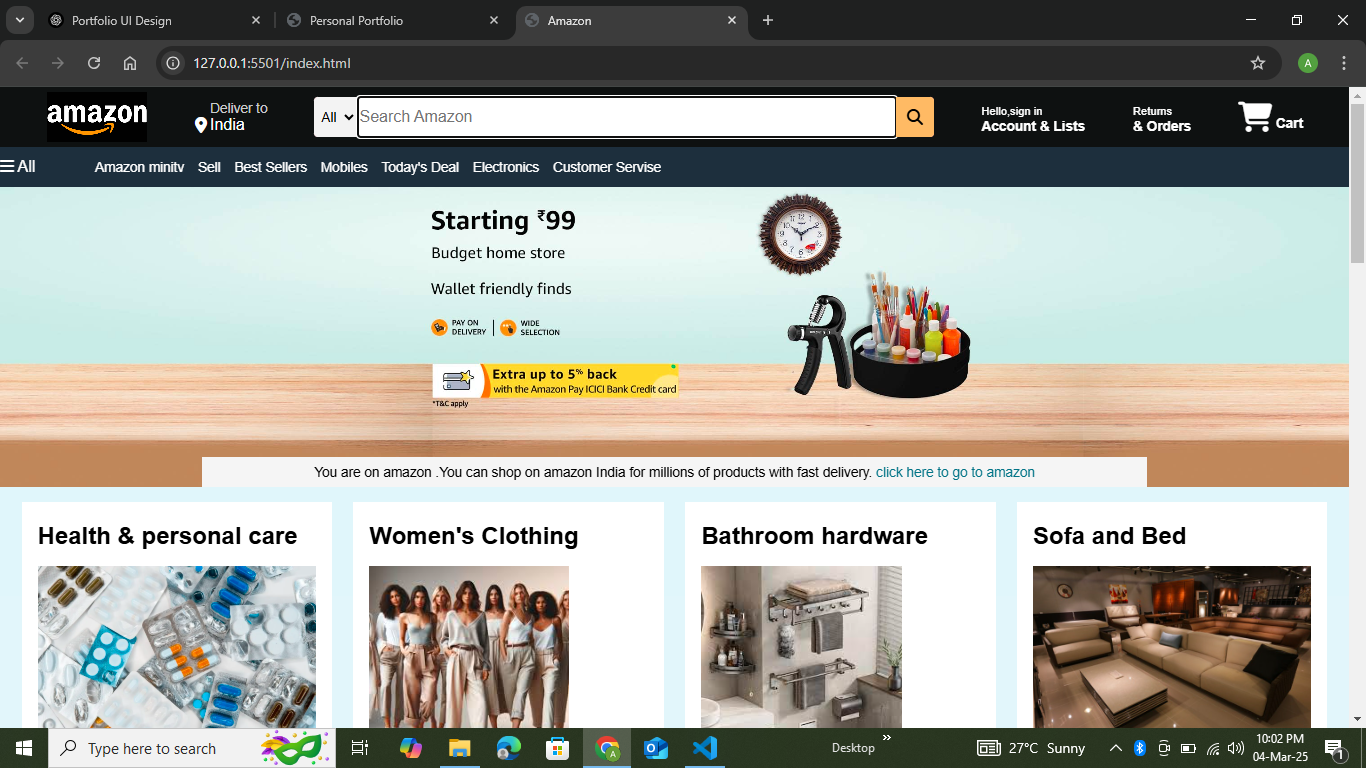 Portfolio UI Design
Personal Portfolio
Amazon
127.0.0.1:5501/index.html
A
amazon
Deliver to
India
All
Search Amazon
Hello,sign in
Account & Lists
Returns
& Orders
Cart
All
Amazon minitv
Sell
Best Sellers
Mobiles
Today's Deal
Electronics
Customer Servise
Starting ₹99
Budget home store
Wallet friendly finds
PAY ON
DELIVERY
WIDE
SELECTION
Extra up to 5% back
with the Amazon Pay ICICI Bank Credit card
*T&C apply
You are on amazon .You can shop on amazon India for millions of products with fast delivery. click here to go to amazon
Health & personal care
Women's Clothing
Bathroom hardware
Sofa and Bed
Type here to search
A
Desktop
27°C Sunny
10:02 PM
04-Mar-25
1